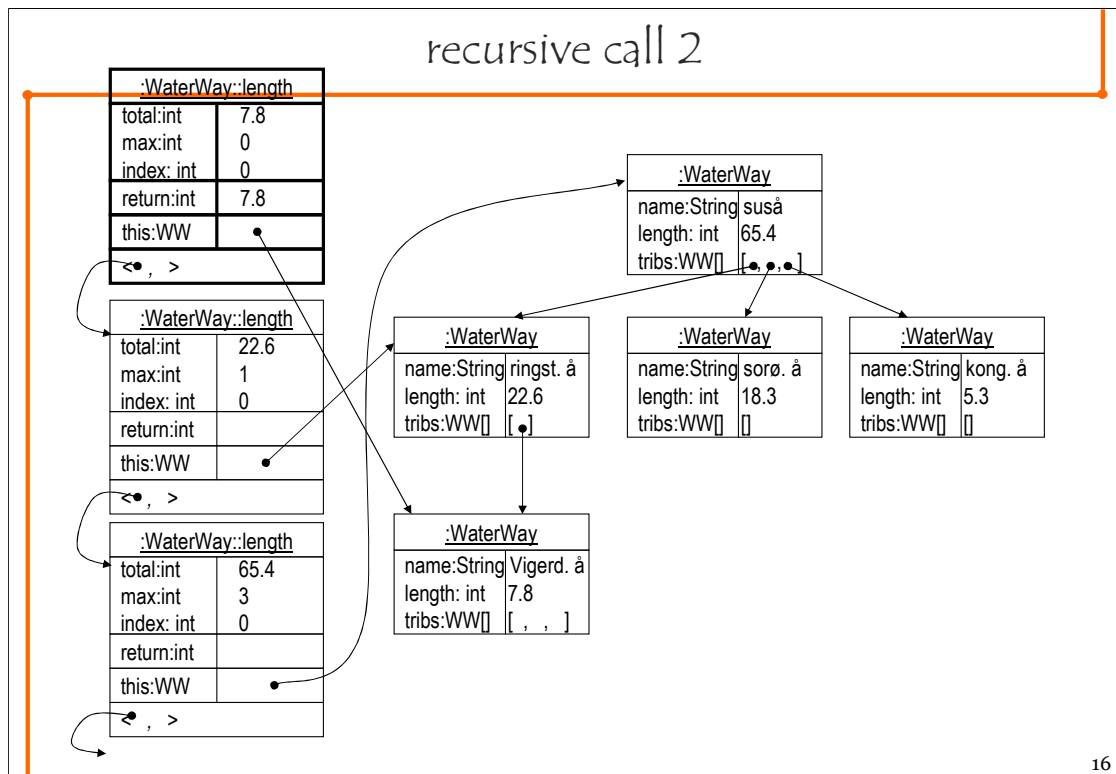 recursive call 2
:WaterWay::length
total:int 7.8
max:int 0
index: int 0
return:int 7.8
this:WW
< , >
:WaterWay::length
total:int 22.6
max:int 1
index: int 0
return:int
this:WW
< , >
:WaterWay::length
total:int 65.4
max:int 3
index: int 0
return:int
this:WW
< , >
:WaterWay
name:String suså
length: int 65.4
tribs:WW[] [ , , ]
:WaterWay
name:String ringst. å
length: int 22.6
tribs:WW[] [ ]
:WaterWay
name:String sorø. å
length: int 18.3
tribs:WW[] []
:WaterWay
name:String kong. å
length: int 5.3
tribs:WW[] []
:WaterWay
name:String Vigerd. å
length: int 7.8
tribs:WW[] [ , , ]
16